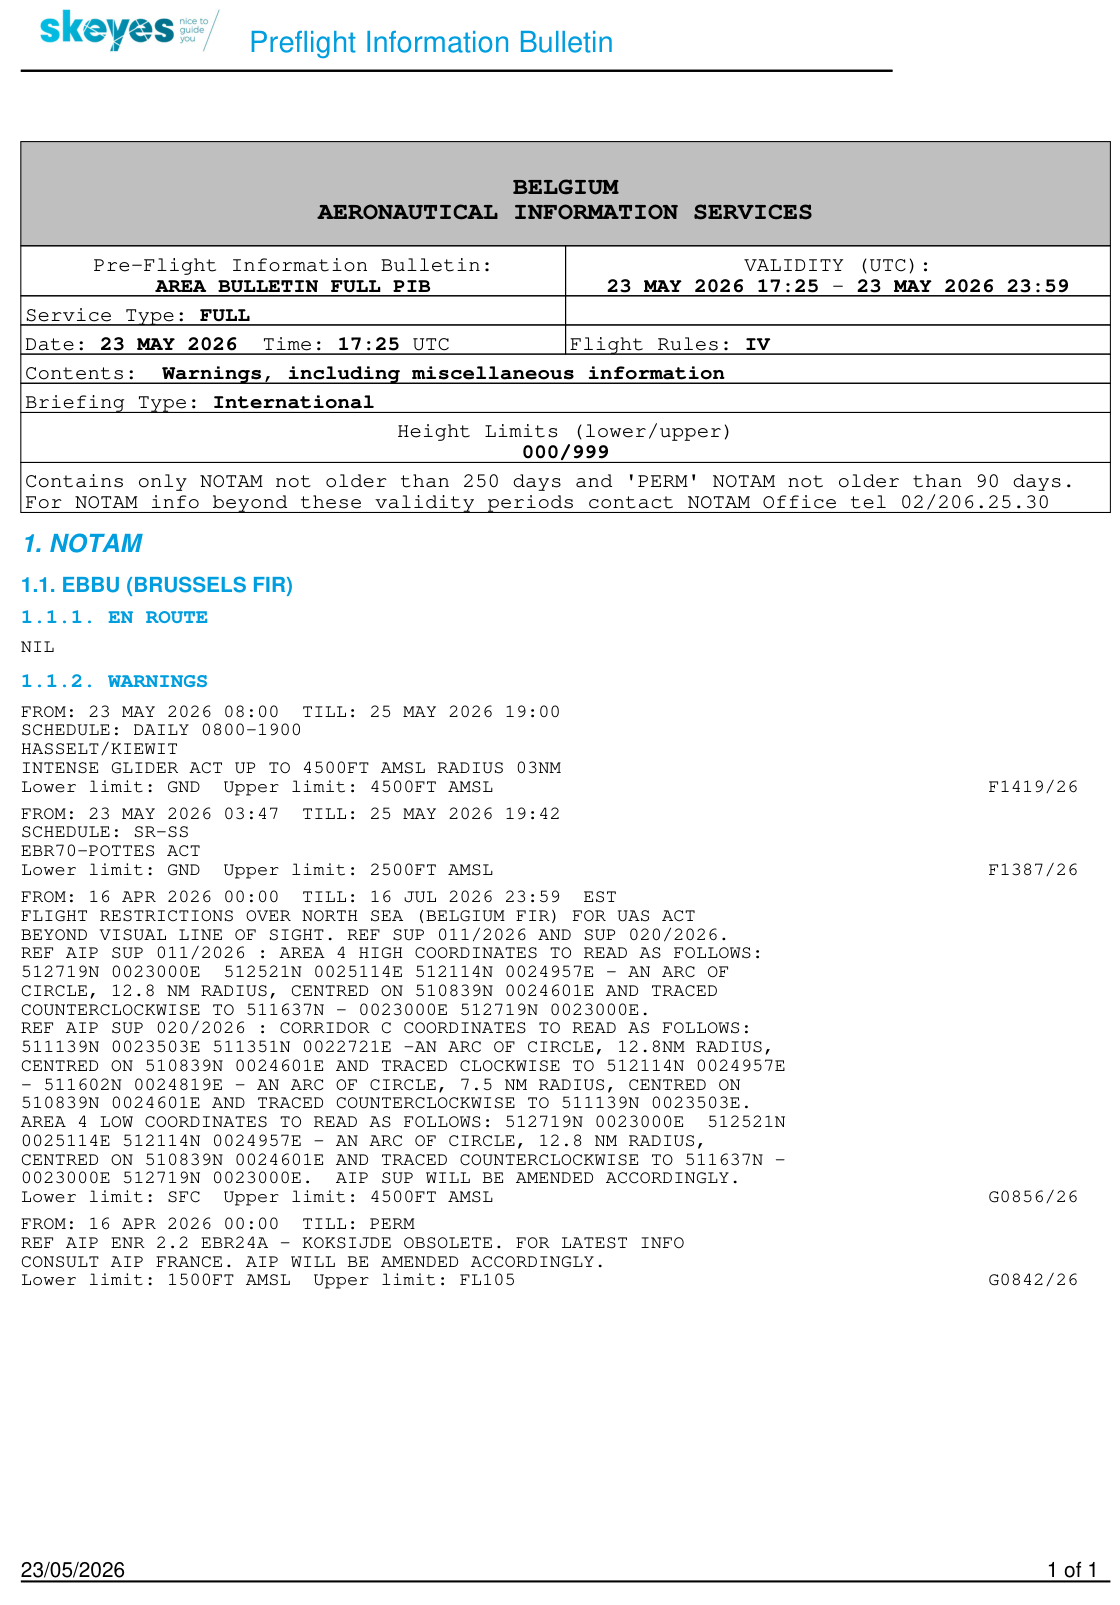 skeyes nice to guide you
Preflight Information Bulletin
BELGIUM
AERONAUTICAL INFORMATION SERVICES
Pre-Flight Information Bulletin:
AREA BULLETIN FULL PIB
VALIDITY (UTC):
23 MAY 2026 17:25 - 23 MAY 2026 23:59
Service Type: FULL
Date: 23 MAY 2026  Time: 17:25 UTC
Flight Rules: IV
Contents:  Warnings, including miscellaneous information
Briefing Type: International
Height Limits (lower/upper)
000/999
Contains only NOTAM not older than 250 days and 'PERM' NOTAM not older than 90 days.
For NOTAM info beyond these validity periods contact NOTAM Office tel 02/206.25.30
1. NOTAM
1.1. EBBU (BRUSSELS FIR)
1.1.1. EN ROUTE
NIL
1.1.2. WARNINGS
FROM: 23 MAY 2026 08:00  TILL: 25 MAY 2026 19:00
SCHEDULE: DAILY 0800-1900
HASSELT/KIEWIT
INTENSE GLIDER ACT UP TO 4500FT AMSL RADIUS 03NM
Lower limit: GND  Upper limit: 4500FT AMSL F1419/26
FROM: 23 MAY 2026 03:47  TILL: 25 MAY 2026 19:42
SCHEDULE: SR-SS
EBR70-POTTES ACT
Lower limit: GND  Upper limit: 2500FT AMSL F1387/26
FROM: 16 APR 2026 00:00  TILL: 16 JUL 2026 23:59  EST
FLIGHT RESTRICTIONS OVER NORTH SEA (BELGIUM FIR) FOR UAS ACT
BEYOND VISUAL LINE OF SIGHT. REF SUP 011/2026 AND SUP 020/2026.
REF AIP SUP 011/2026 : AREA 4 HIGH COORDINATES TO READ AS FOLLOWS:
512719N 0023000E  512521N 0025114E 512114N 0024957E - AN ARC OF
CIRCLE, 12.8 NM RADIUS, CENTRED ON 510839N 0024601E AND TRACED
COUNTERCLOCKWISE TO 511637N - 0023000E 512719N 0023000E.
REF AIP SUP 020/2026 : CORRIDOR C COORDINATES TO READ AS FOLLOWS:
511139N 0023503E 511351N 0022721E -AN ARC OF CIRCLE, 12.8NM RADIUS,
CENTRED ON 510839N 0024601E AND TRACED CLOCKWISE TO 512114N 0024957E
- 511602N 0024819E - AN ARC OF CIRCLE, 7.5 NM RADIUS, CENTRED ON
510839N 0024601E AND TRACED COUNTERCLOCKWISE TO 511139N 0023503E.
AREA 4 LOW COORDINATES TO READ AS FOLLOWS: 512719N 0023000E  512521N
0025114E 512114N 0024957E - AN ARC OF CIRCLE, 12.8 NM RADIUS,
CENTRED ON 510839N 0024601E AND TRACED COUNTERCLOCKWISE TO 511637N -
0023000E 512719N 0023000E.  AIP SUP WILL BE AMENDED ACCORDINGLY.
Lower limit: SFC  Upper limit: 4500FT AMSL G0856/26
FROM: 16 APR 2026 00:00  TILL: PERM
REF AIP ENR 2.2 EBR24A - KOKSIJDE OBSOLETE. FOR LATEST INFO
CONSULT AIP FRANCE. AIP WILL BE AMENDED ACCORDINGLY.
Lower limit: 1500FT AMSL  Upper limit: FL105 G0842/26
23/05/2026 1 of 1